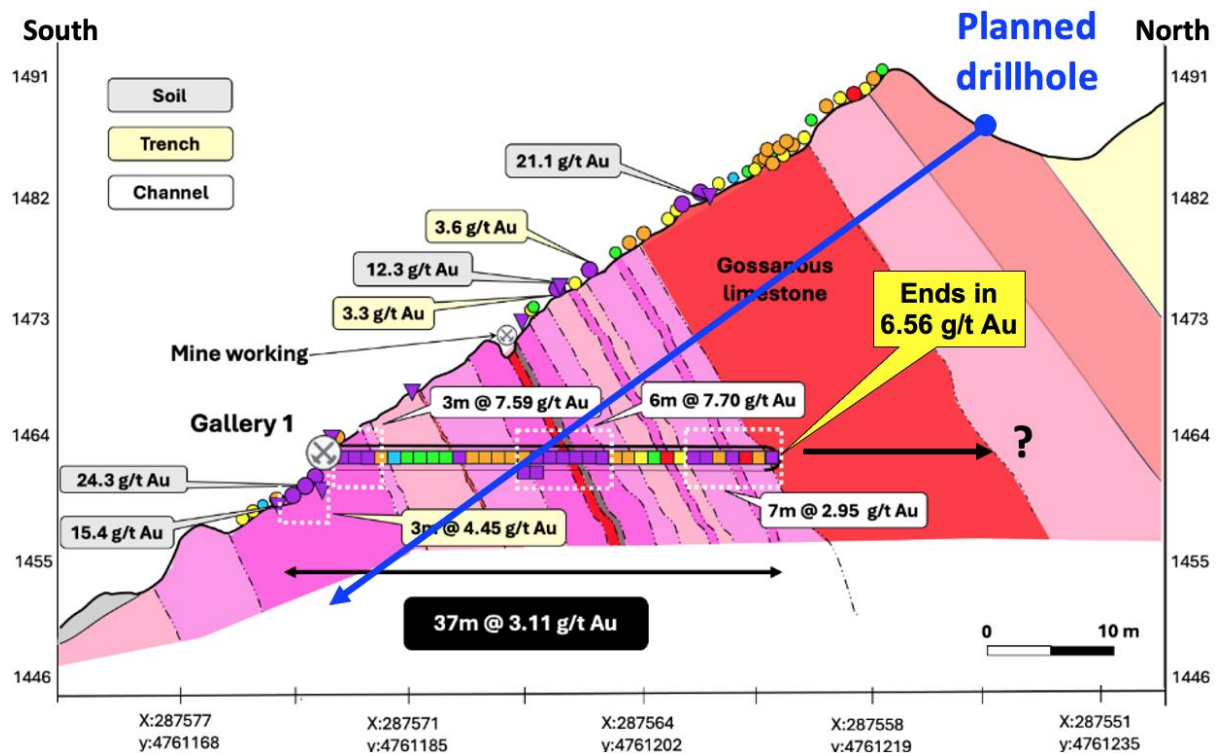 South
Planned
drillhole
North
1491
1491
Soil
Trench
Channel
21.1 g/t Au
1482
1482
3.6 g/t Au
12.3 g/t Au
3.3 g/t Au
Gossanous
limestone
Ends in
6.56 g/t Au
1473
1473
Mine working
3m @ 7.59 g/t Au
6m @ 7.70 g/t Au
Gallery 1
1464
1464
?
24.3 g/t Au
15.4 g/t Au
3m @ 4.45 g/t Au
7m @ 2.95 g/t Au
1455
1455
37m @ 3.11 g/t Au
0
10 m
1446
1446
X:287577
y:4761168
X:287571
y:4761185
X:287564
y:4761202
X:287558
y:4761219
X:287551
y:4761235